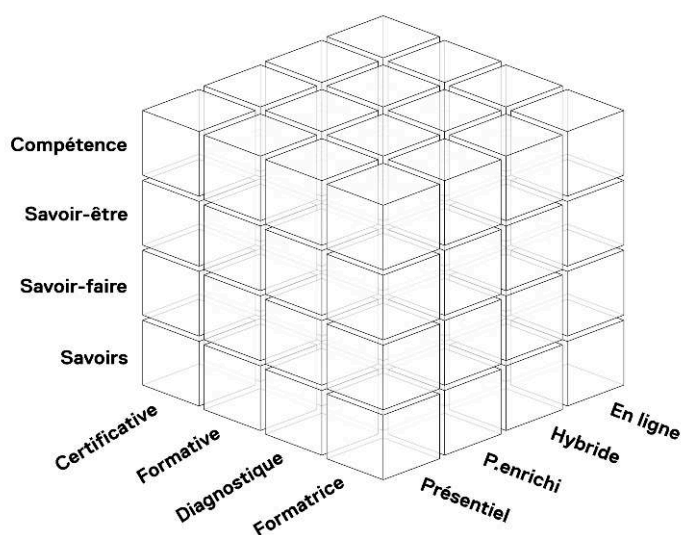 Compétence
Savoir-être
Savoir-faire
Savoirs
Certificative
Formative
Diagnostique
Formatrice
Présentiel
P.enrichi
Hybride
En ligne